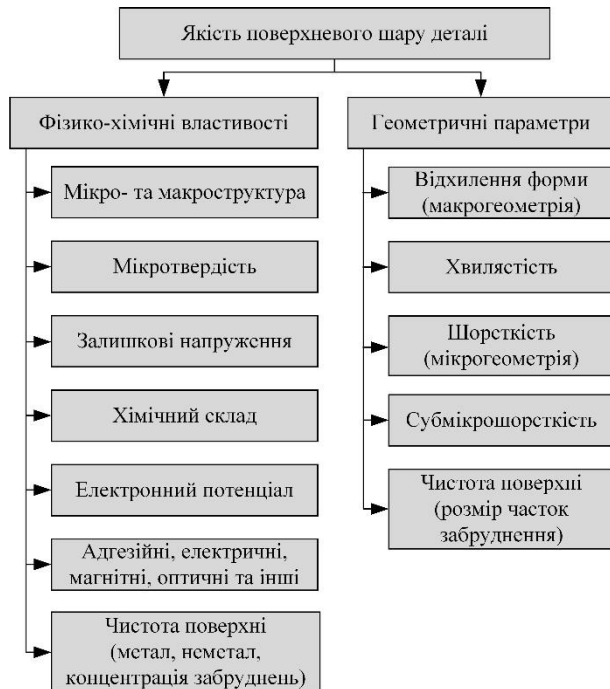 Якість поверхневого шару деталі
Фізико-хімічні властивості
Мікро- та макроструктура
Мікротвердість
Залишкові напруження
Хімічний склад
Електронний потенціал
Адгезійні, електричні,
магнітні, оптичні та інші
Чистота поверхні
(метал, неметал,
концентрація забруднень)
Геометричні параметри
Відхилення форми
(макрогеометрія)
Хвилястість
Шорсткість
(мікрогеометрія)
Субмікрошорсткість
Чистота поверхні
(розмір часток
забруднення)